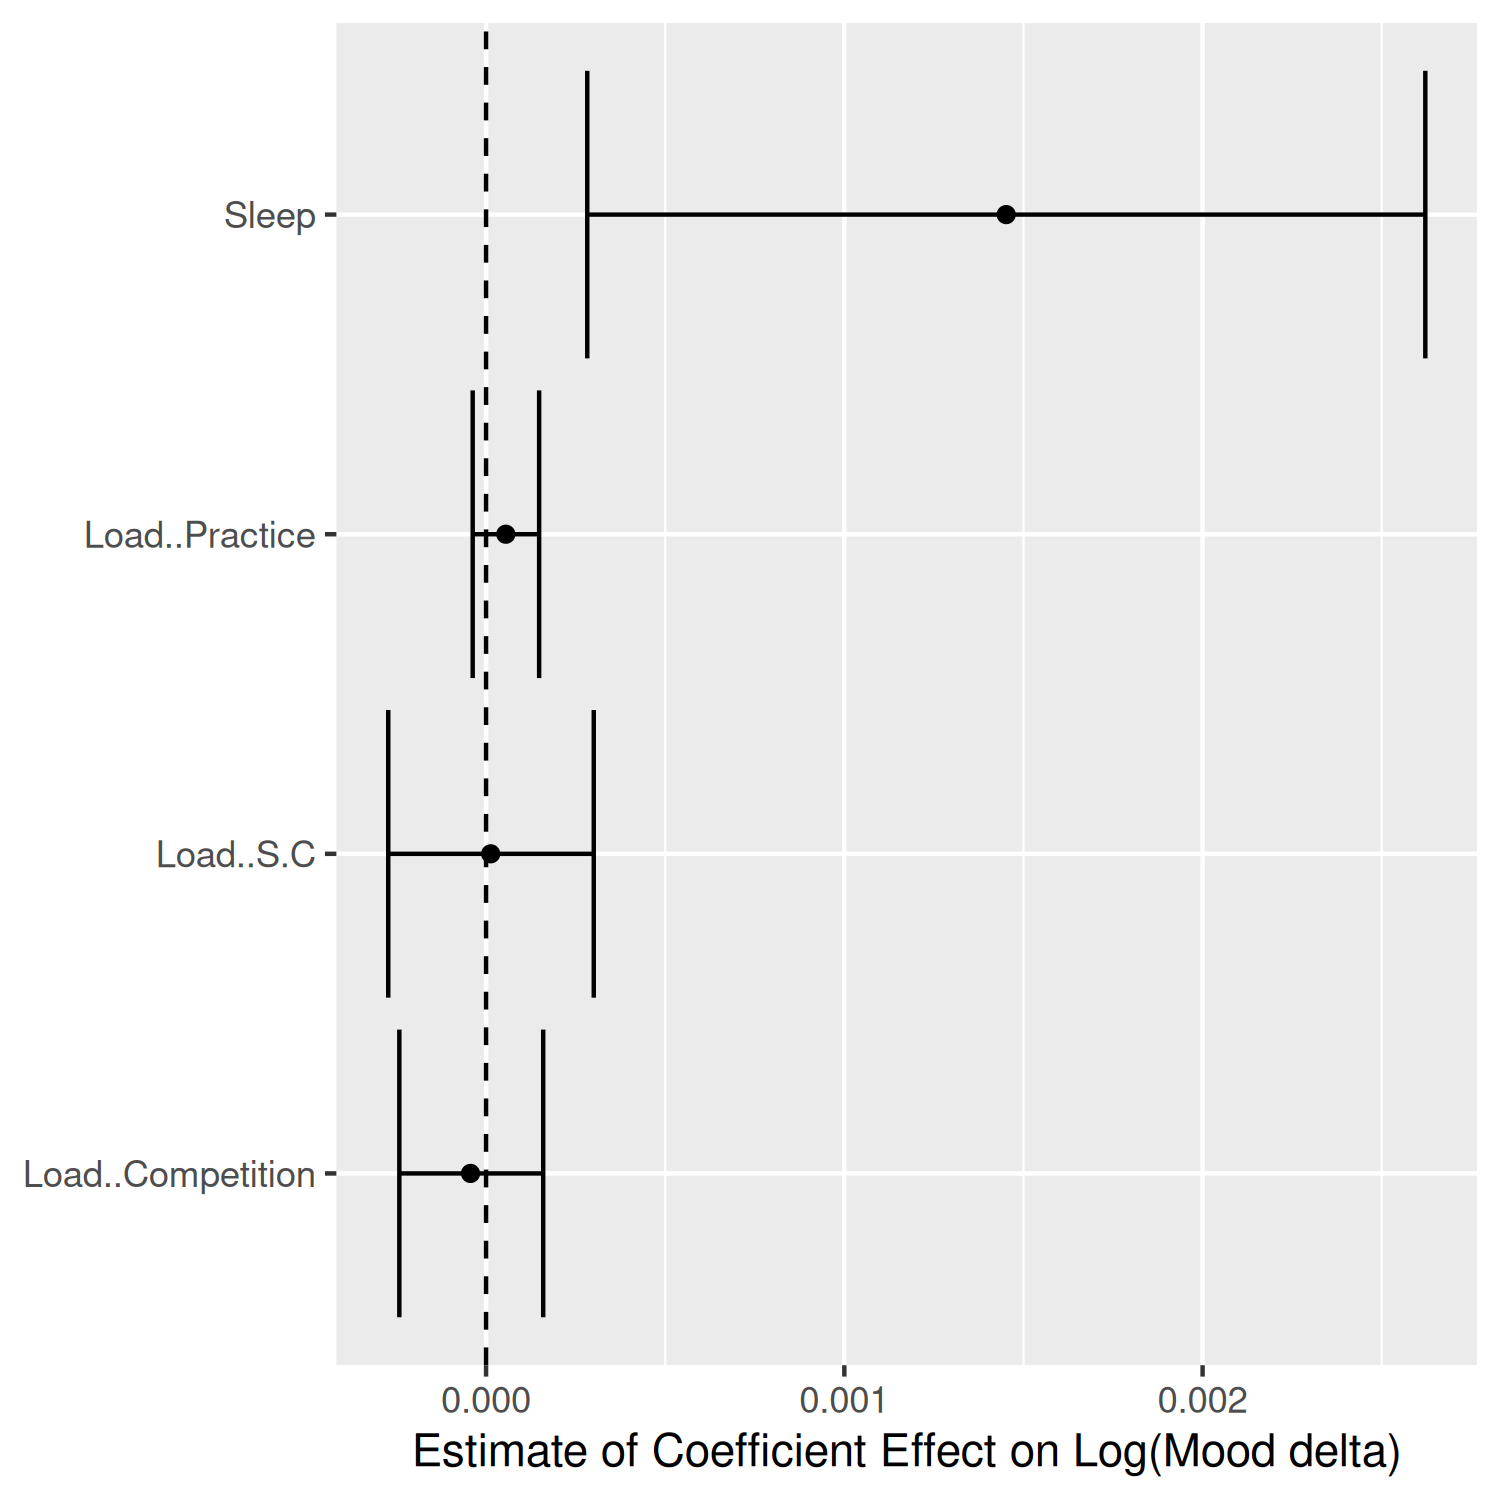 Sleep
Load..Practice
Load..S.C
Load..Competition
0.000 0.001 0.002
Estimate of Coefficient Effect on Log(Mood delta)